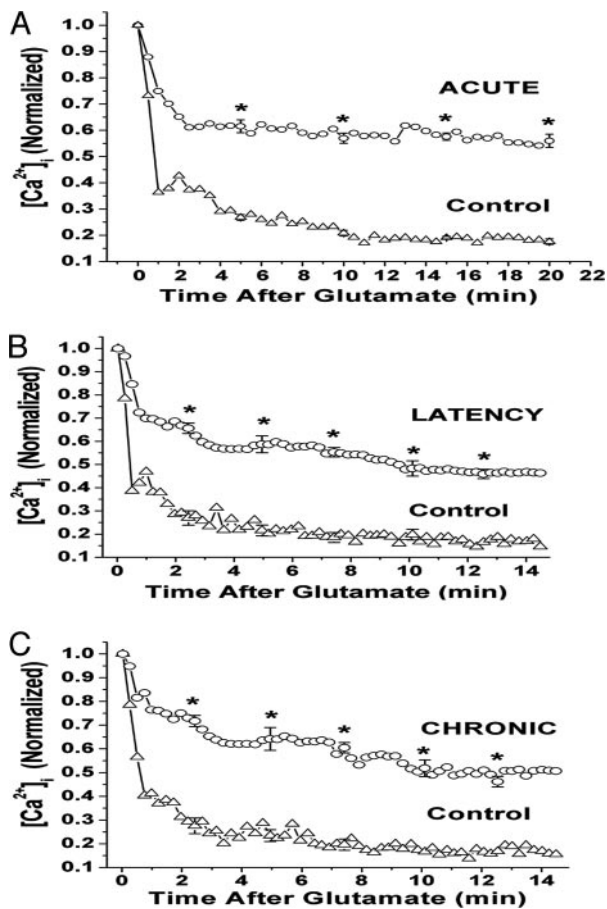 A
[Ca²⁺]ᵢ (Normalized)
1.0
0.9
0.8
0.7
0.6
0.5
0.4
0.3
0.2
0.1
* * * *
ACUTE
Control
0 2 4 6 8 10 12 14 16 18 20 22
Time After Glutamate (min)
B
[Ca²⁺]ᵢ (Normalized)
1.0
0.9
0.8
0.7
0.6
0.5
0.4
0.3
0.2
0.1
* * * * *
LATENCY
Control
0 2 4 6 8 10 12 14
Time After Glutamate (min)
C
[Ca²⁺]ᵢ (Normalized)
1.0
0.9
0.8
0.7
0.6
0.5
0.4
0.3
0.2
0.1
* * * * *
CHRONIC
Control
0 2 4 6 8 10 12 14
Time After Glutamate (min)